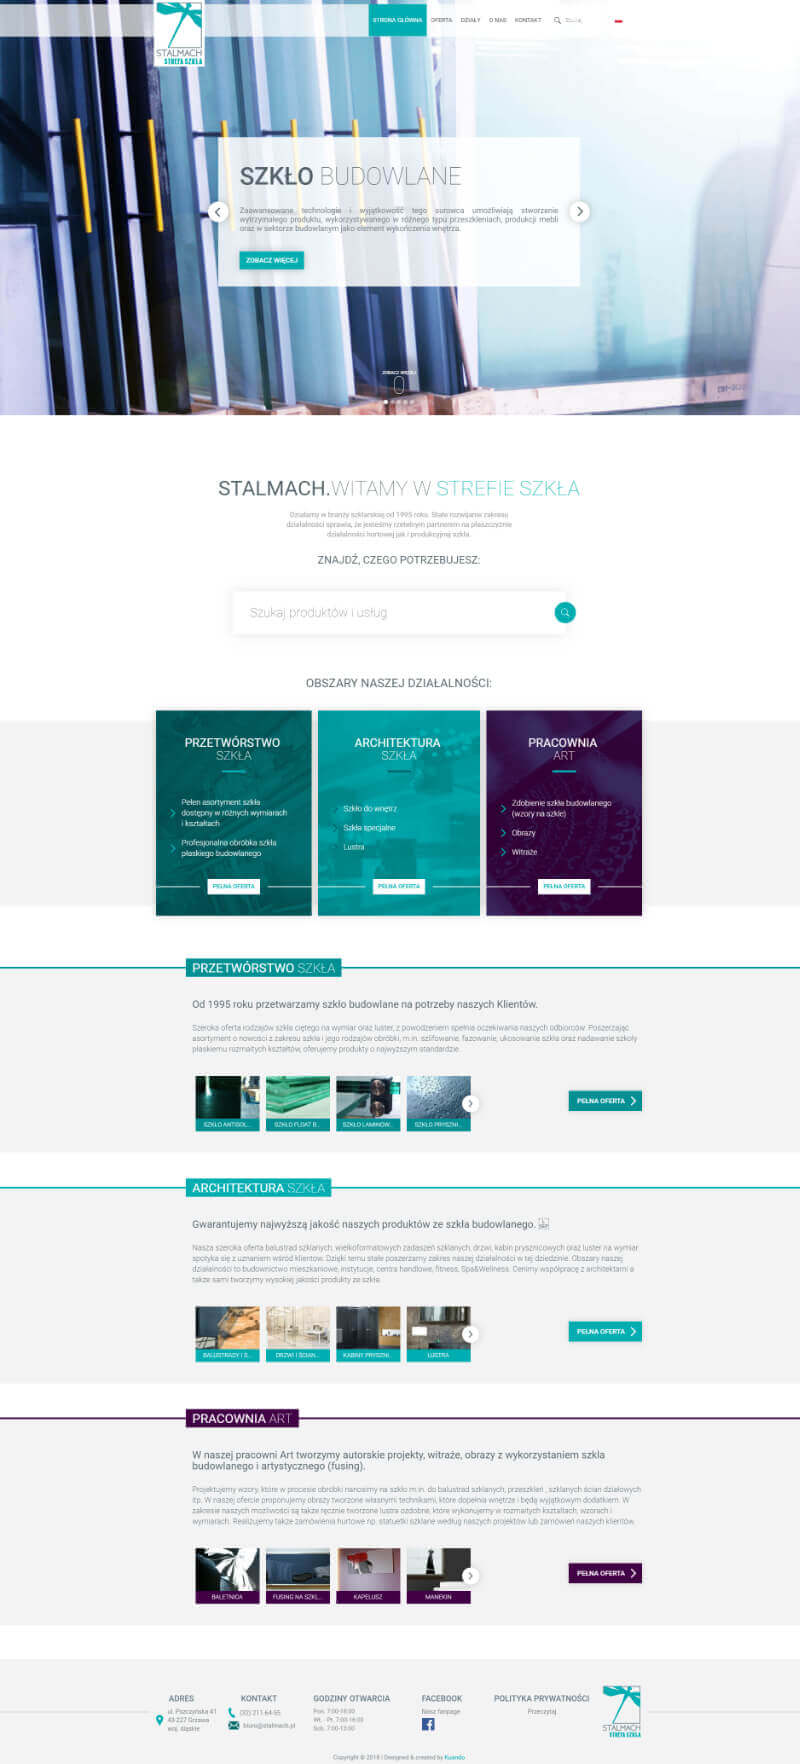 STALMACH
STREFA SZKŁA
STRONA GŁÓWNA OFERTA DZIAŁY O NAS KONTAKT Szukaj
SZKŁO BUDOWLANE
Zaawansowane technologie i wyjątkowość tego surowca umożliwiają stworzenie
wytrzymałego produktu, wykorzystywanego w różnego typu przeszkleniach, produkcji mebli
oraz w sektorze budowlanym jako element wykończenia wnętrza.
ZOBACZ WIĘCEJ
ZOBACZ WIĘCEJ
STALMACH.WITAMY W STREFIE SZKŁA
Działamy w branży szklarskiej od 1995 roku. Stałe rozwijanie zakresu
działalności sprawia, że jesteśmy rzetelnym partnerem na płaszczyźnie
działalności hurtowej jak i produkcyjnej szkła.
ZNAJDŹ, CZEGO POTRZEBUJESZ:
Szukaj produktów i usług
OBSZARY NASZEJ DZIAŁALNOŚCI:
PRZETWÓRSTWO
SZKŁA
Pełen asortyment szkła
dostępny w różnych wymiarach
i kształtach
Profesjonalna obróbka szkła
płaskiego budowlanego
PEŁNA OFERTA
ARCHITEKTURA
SZKŁA
Szkło do wnętrz
Szkła specjalne
Lustra
PEŁNA OFERTA
PRACOWNIA
ART
Zdobienie szkła budowlanego
(wzory na szkle)
Obrazy
Witraże
PEŁNA OFERTA
PRZETWÓRSTWO SZKŁA
Od 1995 roku przetwarzamy szkło budowlane na potrzeby naszych Klientów.
Szeroka oferta rodzajów szkła ciętego na wymiar oraz luster, z powodzeniem spełnia oczekiwania naszych odbiorców. Poszerzając
asortyment o nowości z zakresu szkła i jego rodzajów obróbki, m.in. szlifowanie, fazowanie, ukosowanie szkła oraz nadawanie szkoły
płaskiemu rozmaitych kształtów, oferujemy produkty o najwyższym standardzie.
SZKŁO ANTISOL... SZKŁO FLOAT B... SZKŁO LAMINOW... SZKŁO PRYSZNI...
PEŁNA OFERTA
ARCHITEKTURA SZKŁA
Gwarantujemy najwyższą jakość naszych produktów ze szkła budowlanego.
Nasza szeroka oferta balustrad szklanych, wielkoformatowych zadaszeń szklanych, drzwi, kabin prysznicowych oraz luster na wymiar
spotyka się z uznaniem wśród klientów. Dzięki temu stale poszerzamy zakres naszej działalności w tej dziedzinie. Obszary naszej
działalności to budownictwo mieszkaniowe, instytucje, centra handlowe, fitness, Spa&Wellness. Cenimy współpracę z architektami a
także sami tworzymy wysokiej jakości produkty ze szkła.
BALUSTRADY I S... DRZWI I ŚCIAN... KABINY PRYSZNI... LUSTRA
PEŁNA OFERTA
PRACOWNIA ART
W naszej pracowni Art tworzymy autorskie projekty, witraże, obrazy z wykorzystaniem szkła
budowlanego i artystycznego (fusing).
Projektujemy wzory, które w procesie obróbki nanosimy na szkło m.in. do balustrad szklanych, przeszkleń , szklanych ścian działowych
itp. W naszej ofercie proponujemy obrazy tworzone własnymi technikami, które dopełnia wnętrze i będą wyjątkowym dodatkiem. W
zakresie naszych możliwości są także ręcznie tworzone lustra ozdobne, które wykonujemy w rozmaitych kształtach, wzorach i
wymiarach. Realizujemy także zamówienia hurtowe np. statuetki szklane według naszych projektów lub zamówień naszych klientów.
BALETNICA FUSING NA SZKL... KAPELUSZ MANEKIN
PEŁNA OFERTA
ADRES
ul. Pszczyńska 41
43-227 Grzawa
woj. śląskie
KONTAKT
(32) 211-64-55
biuro@stalmach.pl
GODZINY OTWARCIA
Pon. 7:00-18:00
Wt. - Pt. 7:00-16:00
Sob. 7:00-13:00
FACEBOOK
Nasz fanpage
POLITYKA PRYWATNOŚCI
Przeczytaj
STALMACH
STREFA SZKŁA
Copyright © 2018 | Designed & created by Kuando